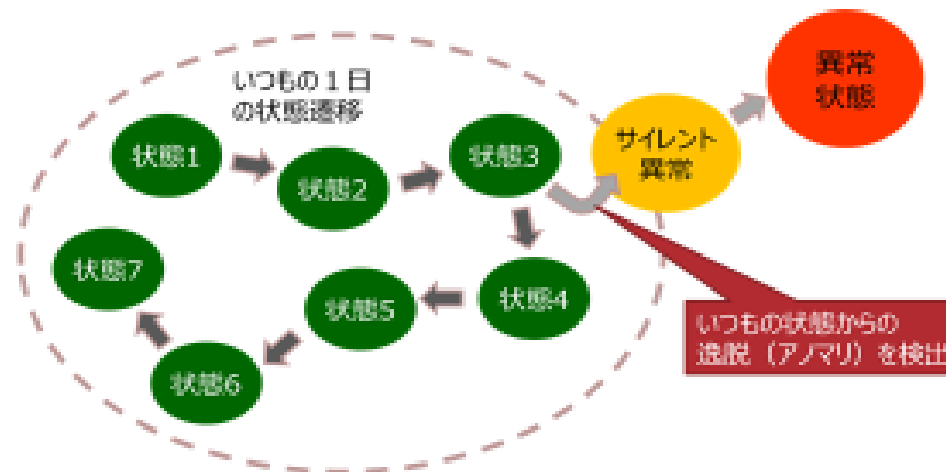 いつもの１日
の状態遷移
状態1
状態2
状態3
サイレント
異常
異常
状態
状態4
状態5
状態6
状態7
いつもの状態からの
逸脱（アノマリ）を検出